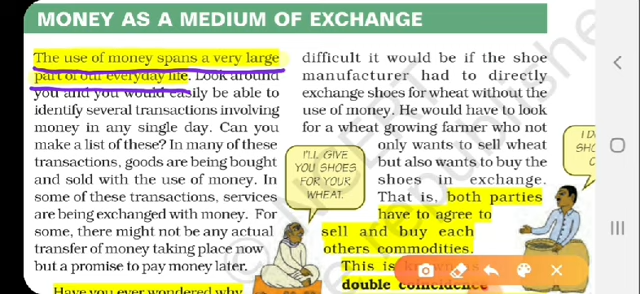 MONEY AS A MEDIUM OF EXCHANGE
The use of money spans a very large
part of our everyday life. Look around
you and you would easily be able to
identify several transactions involving
money in any single day. Can you
make a list of these? In many of these
transactions, goods are being bought
and sold with the use of money. In
some of these transactions, services
are being exchanged with money. For
some, there might not be any actual
transfer of money taking place now
but a promise to pay money later.
Have you ever wondered why
I'LL GIVE
YOU SHOES
FOR YOUR
WHEAT.
difficult it would be if the shoe
manufacturer had to directly
exchange shoes for wheat without the
use of money. He would have to look
for a wheat growing farmer who not
only wants to sell wheat
but also wants to buy the
shoes in exchange.
That is, both parties
have to agree to
sell and buy each
others commodities.
This is known as
double coincidence